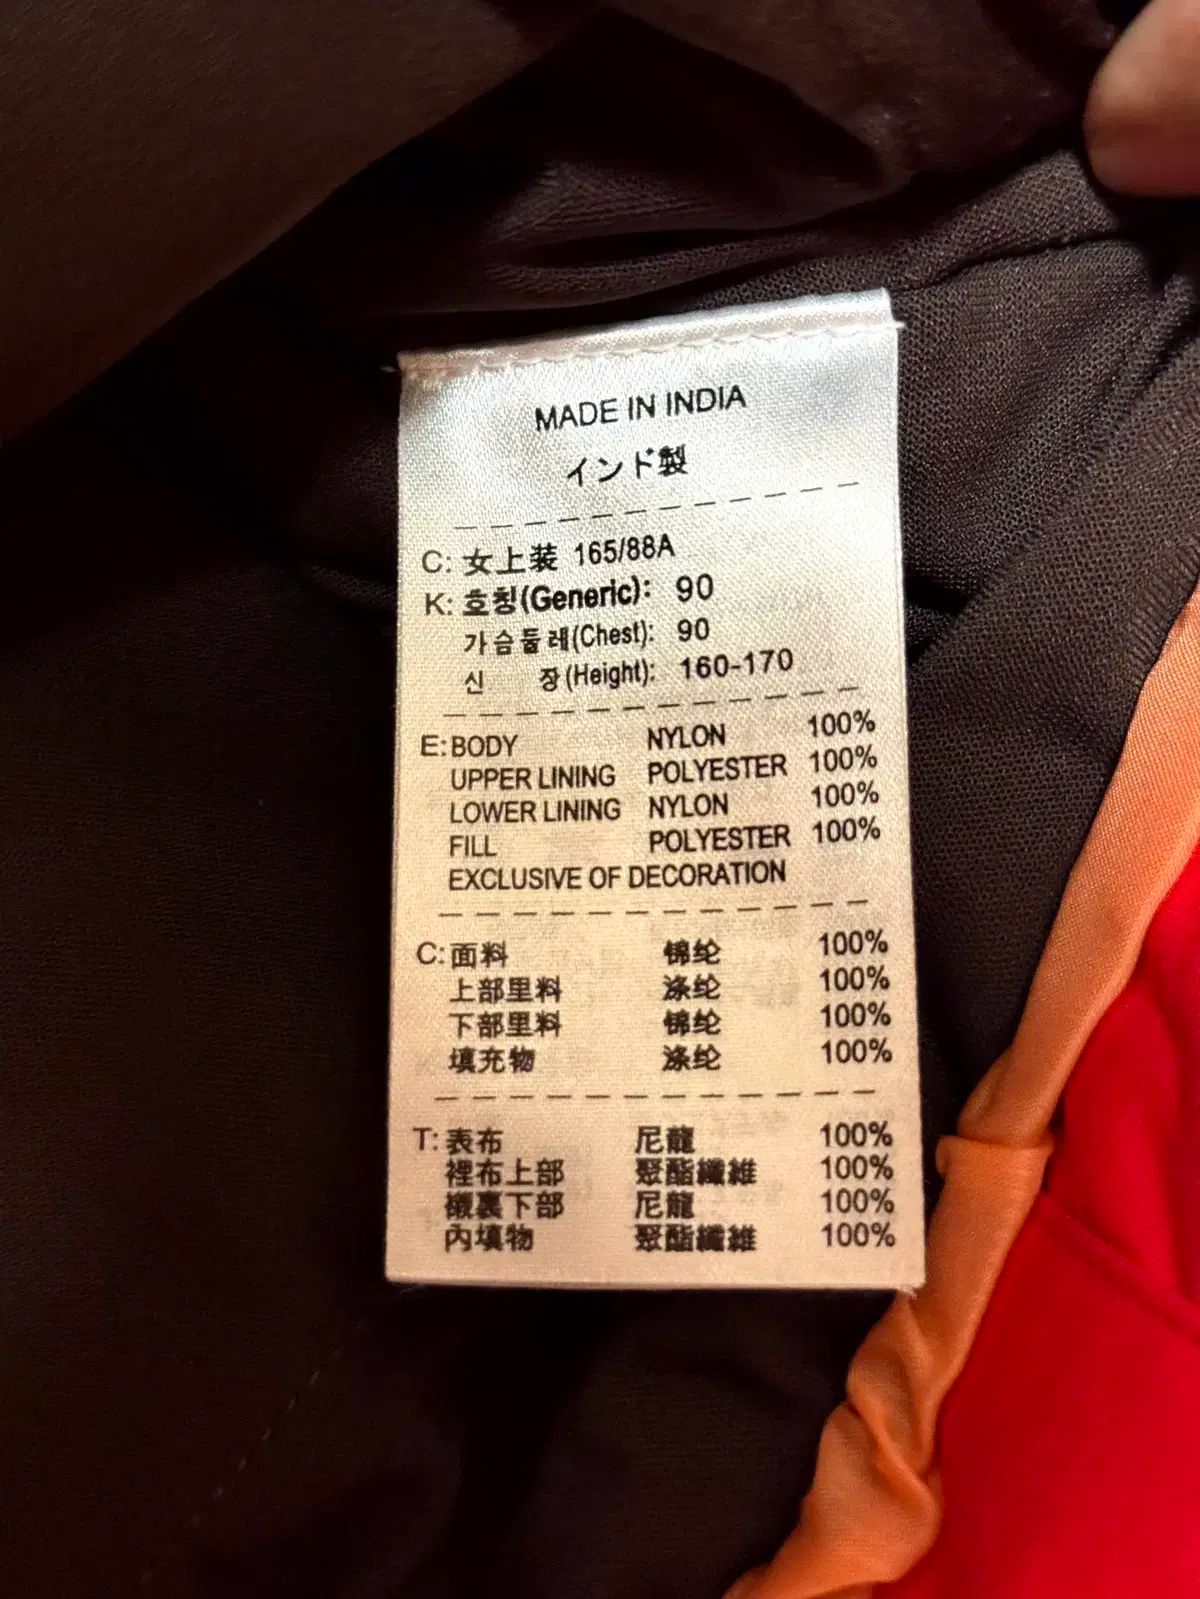 MADE IN INDIA
インド製
C: 女上装 165/88A
K: 호칭(Generic): 90
가슴둘레(Chest): 90
신 장(Height): 160-170
E: BODY NYLON 100%
UPPER LINING POLYESTER 100%
LOWER LINING NYLON 100%
FILL POLYESTER 100%
EXCLUSIVE OF DECORATION
C: 面料 锦纶 100%
上部里料 涤纶 100%
下部里料 锦纶 100%
填充物 涤纶 100%
T: 表布 尼龍 100%
裡布上部 聚酯纖維 100%
襯裏下部 尼龍 100%
內填物 聚酯纖維 100%